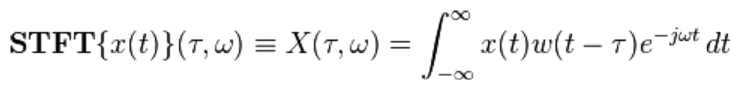 STFT{x(t)}(τ,ω) ≡ X(τ,ω) = ∫_{-∞}^{∞} x(t)w(t − τ)e^{−jωt} dt